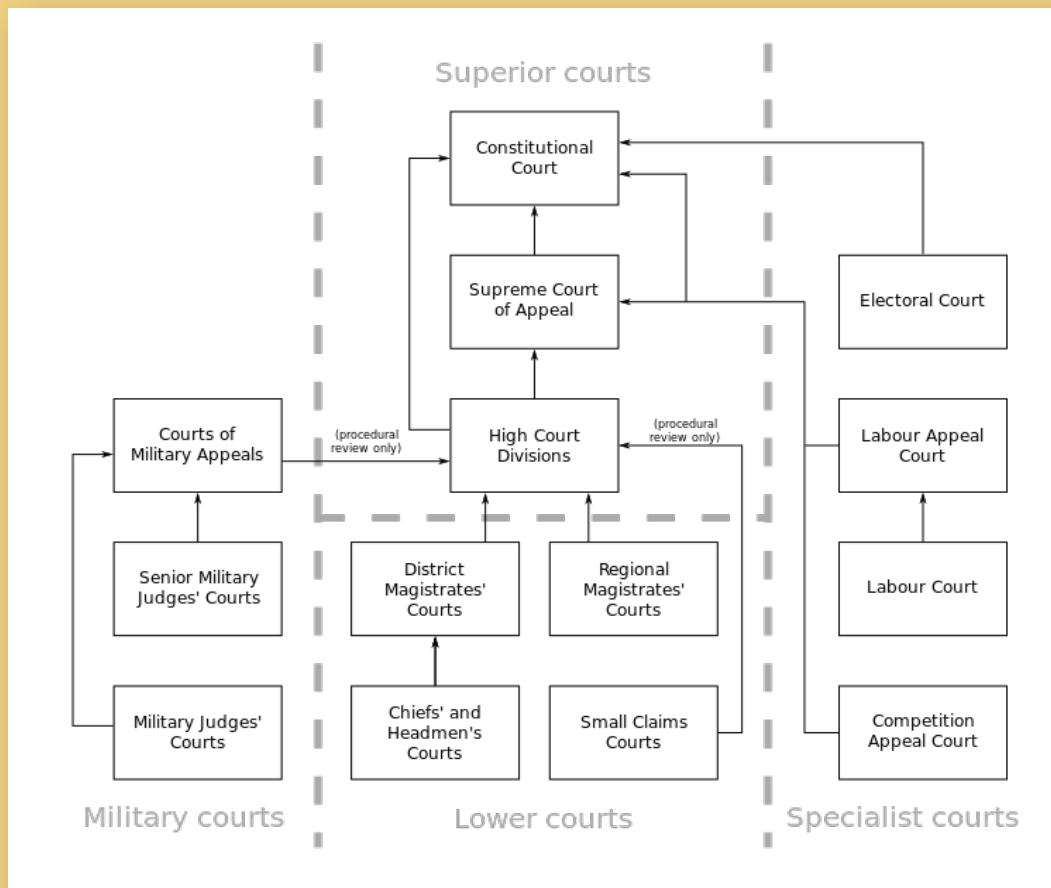 Superior courts
Constitutional
Court
Supreme Court
of Appeal
Electoral Court
Courts of
Military Appeals
(procedural
review only)
High Court
Divisions
(procedural
review only)
Labour Appeal
Court
Senior Military
Judges' Courts
District
Magistrates'
Courts
Regional
Magistrates'
Courts
Labour Court
Military Judges'
Courts
Chiefs' and
Headmen's
Courts
Small Claims
Courts
Competition
Appeal Court
Military courts
Lower courts
Specialist courts